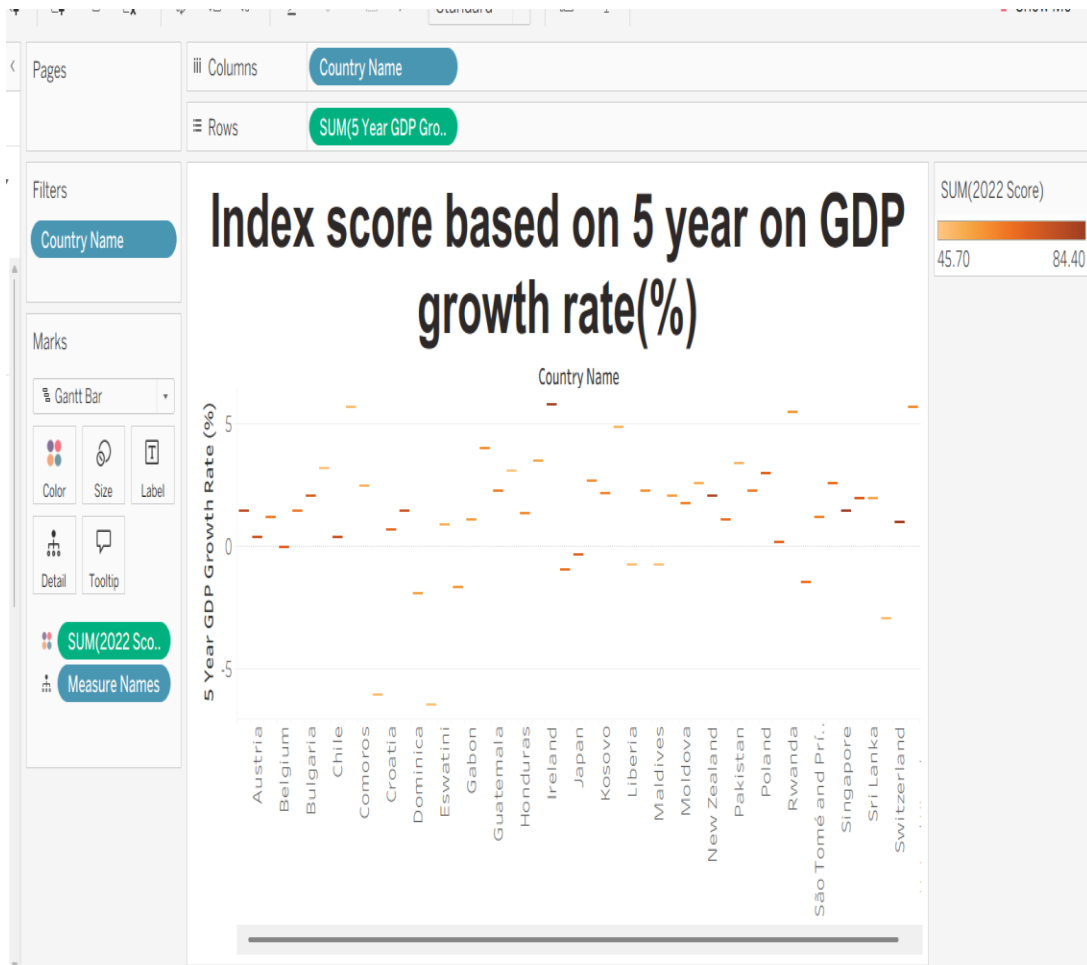 Standard
Show Me
Pages
Columns
Country Name
Rows
SUM(5 Year GDP Gro..
Filters
Country Name
Marks
Gantt Bar
Color
Size
Label
Detail
Tooltip
SUM(2022 Sco..
Measure Names
Index score based on 5 year on GDP
growth rate(%)
Country Name
5 Year GDP Growth Rate (%)
5
0
-5
Austria
Belgium
Bulgaria
Chile
Comoros
Croatia
Dominica
Eswatini
Gabon
Guatemala
Honduras
Ireland
Japan
Kosovo
Liberia
Maldives
Moldova
New Zealand
Pakistan
Poland
Rwanda
São Tomé and Prí..
Singapore
Sri Lanka
Switzerland
SUM(2022 Score)
45.70
84.40